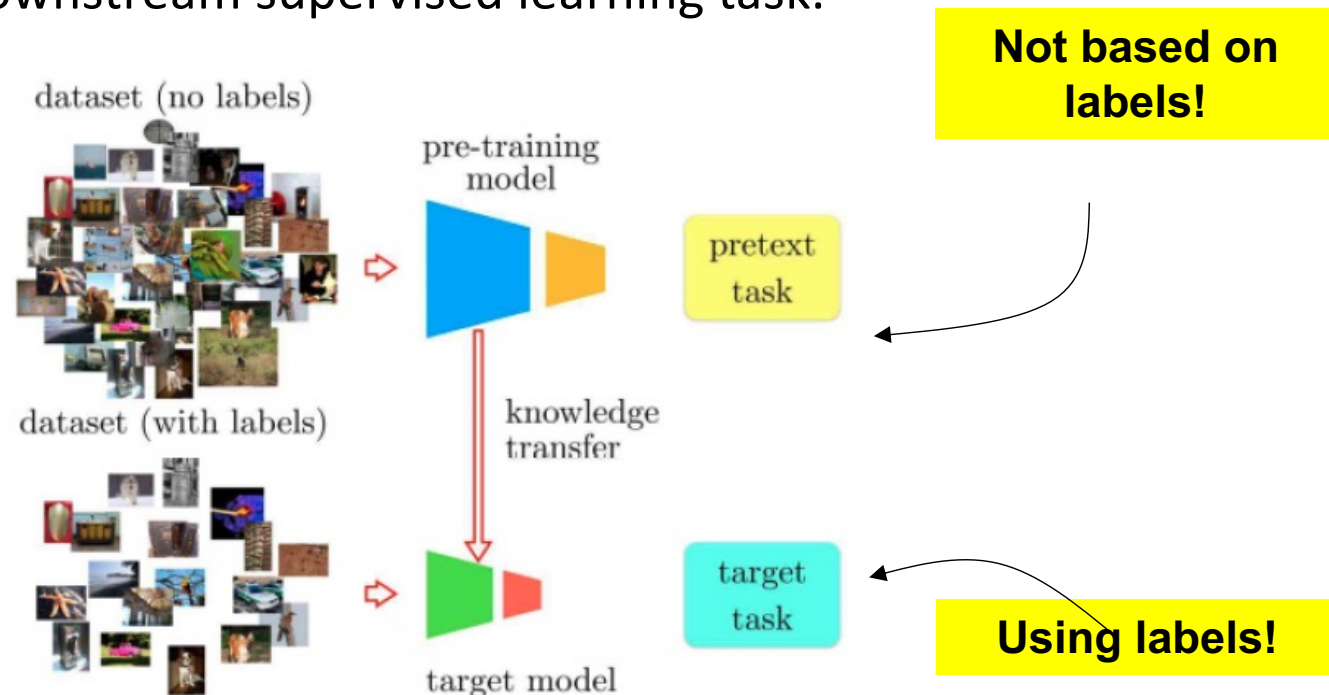 ownstream supervised learning task.
Not based on
labels!
dataset (no labels)
pre-training
model
pretext
task
knowledge
transfer
dataset (with labels)
target
task
Using labels!
target model